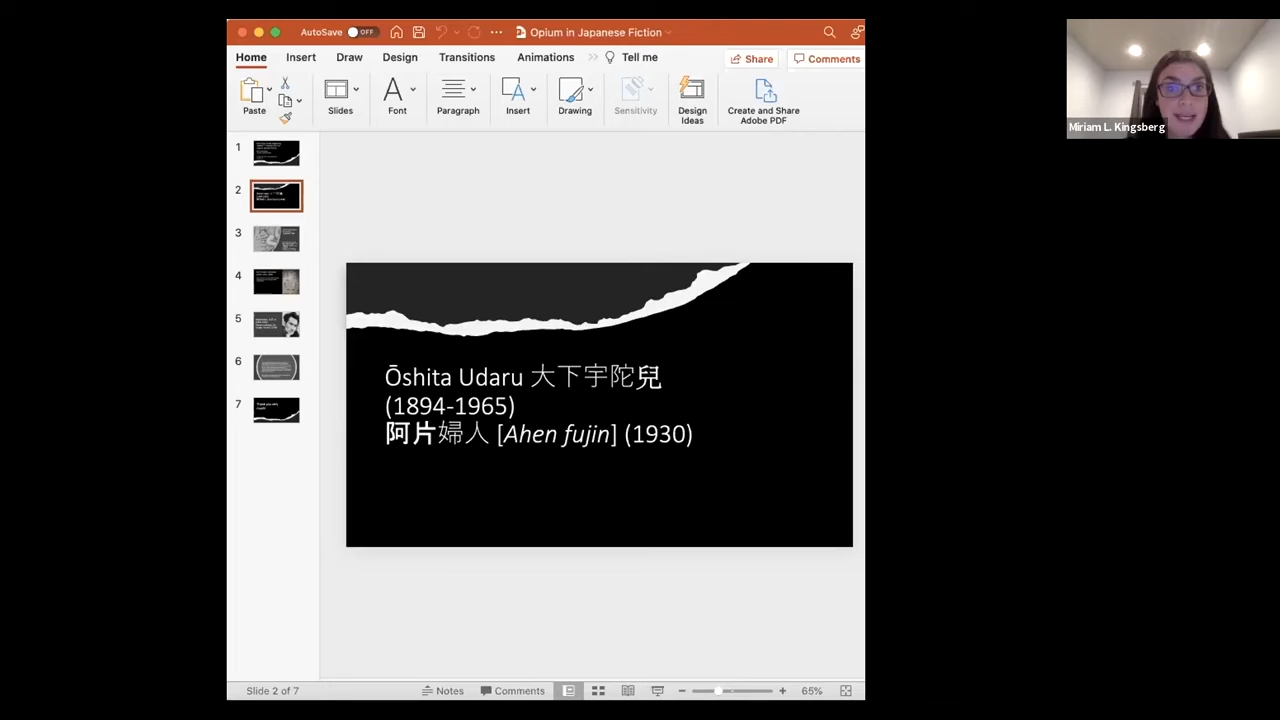 AutoSave OFF
Opium in Japanese Fiction
Home Insert Draw Design Transitions Animations Tell me Share Comments
Paste Slides Font Paragraph Insert Drawing Sensitivity Design Ideas Create and Share Adobe PDF
Miriam L. Kingsberg
1
2
3
4
5
6
7
Ōshita Udaru 大下宇陀兒
(1894-1965)
阿片婦人 [Ahen fujin] (1930)
Slide 2 of 7 Notes Comments 65%